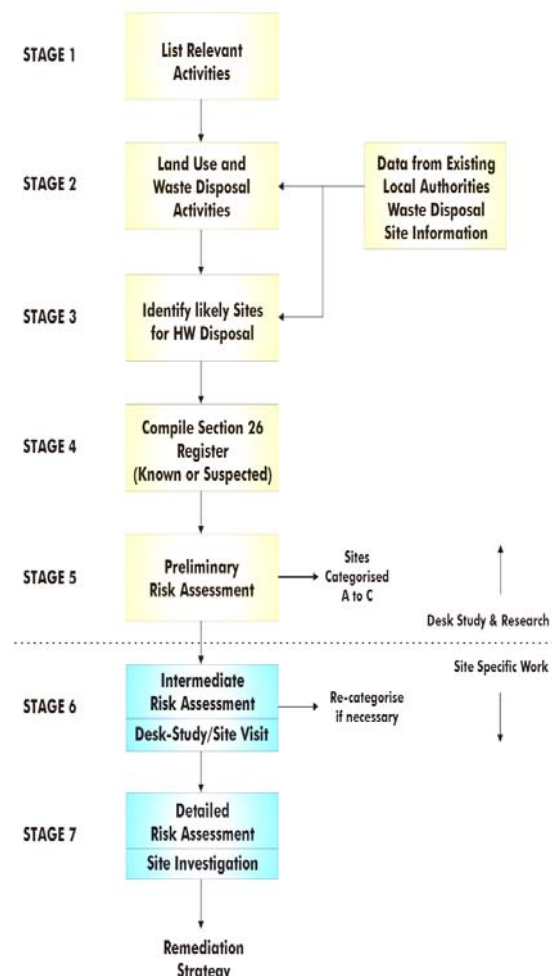 STAGE 1
List Relevant
Activities
STAGE 2
Land Use and
Waste Disposal
Activities
Data from Existing
Local Authorities
Waste Disposal
Site Information
STAGE 3
Identify likely Sites
for HW Disposal
STAGE 4
Compile Section 26
Register
(Known or Suspected)
STAGE 5
Preliminary
Risk Assessment
Sites
Categorised
A to C
Desk Study & Research
Site Specific Work
STAGE 6
Intermediate
Risk Assessment
Desk-Study/Site Visit
Re-categorise
if necessary
STAGE 7
Detailed
Risk Assessment
Site Investigation
Remediation
Strategy